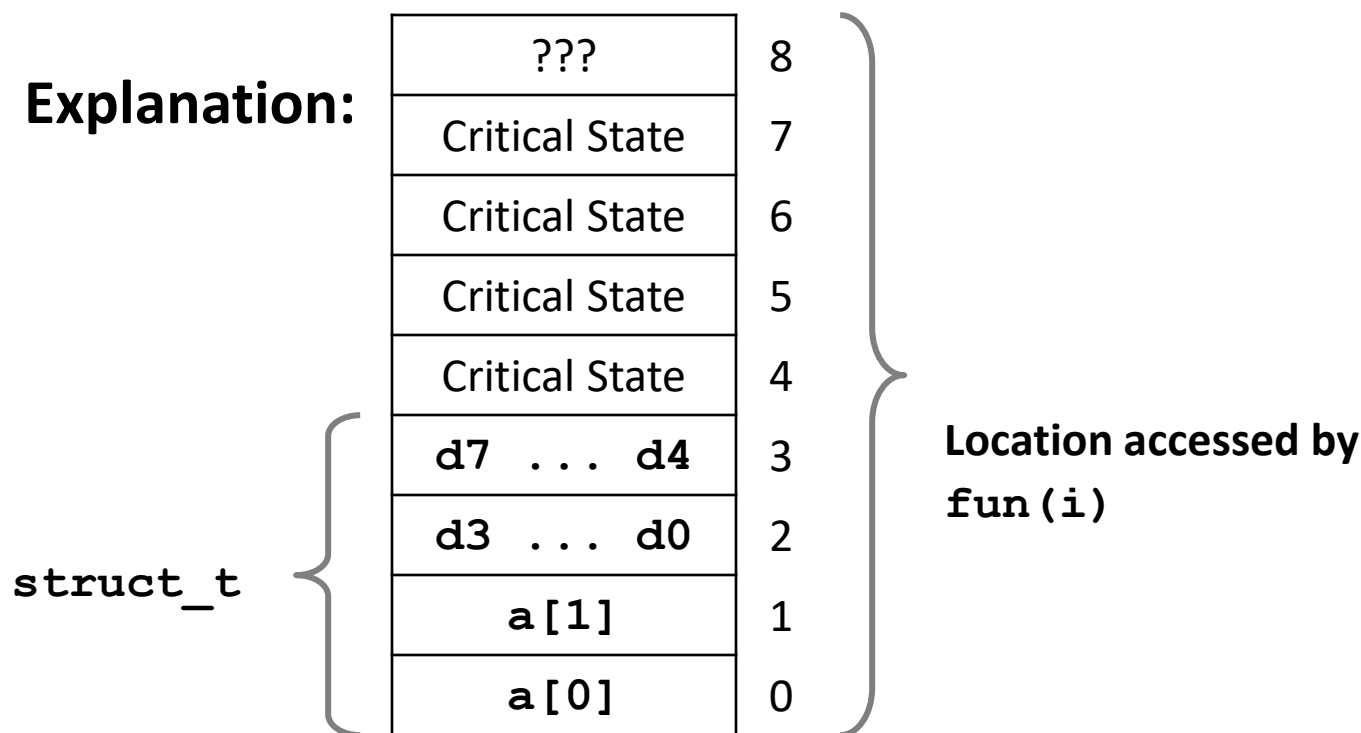 Explanation:
??? 8
Critical State 7
Critical State 6
Critical State 5
Critical State 4
d7 ... d4 3
d3 ... d0 2
a[1] 1
a[0] 0
struct_t
Location accessed by
fun(i)